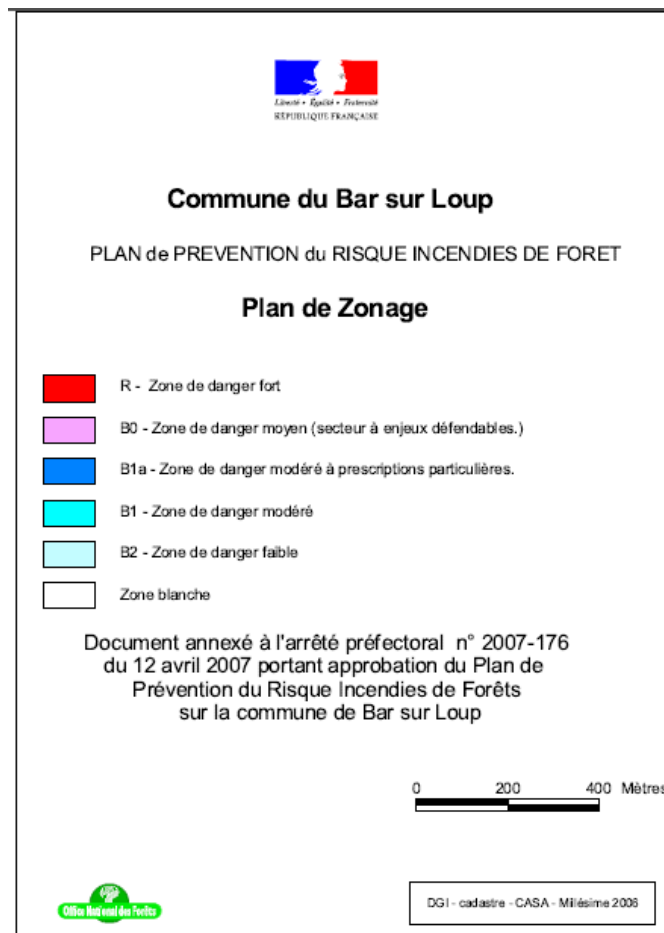 Liberté • Égalité • Fraternité
RÉPUBLIQUE FRANÇAISE
Commune du Bar sur Loup
PLAN de PREVENTION du RISQUE INCENDIES DE FORET
Plan de Zonage
R - Zone de danger fort
B0 - Zone de danger moyen (secteur à enjeux défendables.)
B1a - Zone de danger modéré à prescriptions particulières.
B1 - Zone de danger modéré
B2 - Zone de danger faible
Zone blanche
Document annexé à l'arrêté préfectoral n° 2007-176
du 12 avril 2007 portant approbation du Plan de
Prévention du Risque Incendies de Forêts
sur la commune de Bar sur Loup
0 200 400 Mètres
Office National des Forêts
DGI - cadastre - CASA - Millésime 2006